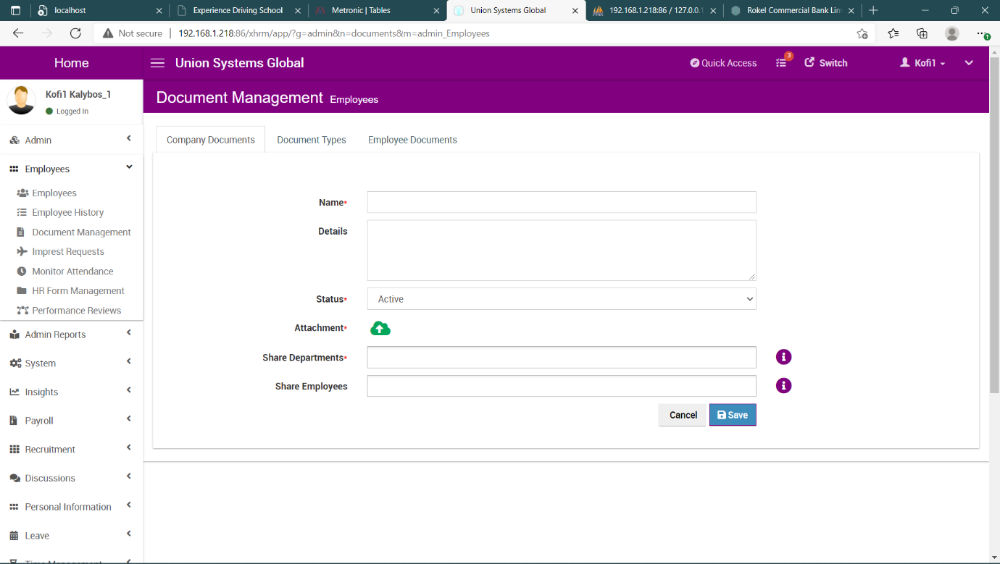 localhost
Experience Driving School
Metronic | Tables
Union Systems Global
192.168.1.218:86 / 127.0.0.1
Rokel Commercial Bank Lim
Not secure
192.168.1.218:86/xhrm/app/?g=admin&n=documents&m=admin_Employees
Home
Union Systems Global
Quick Access
3
Switch
Kofi1
Kofi1 Kalybos_1
Logged In
Document Management Employees
Admin
Employees
Employees
Employee History
Document Management
Imprest Requests
Monitor Attendance
HR Form Management
Performance Reviews
Admin Reports
System
Insights
Payroll
Recruitment
Discussions
Personal Information
Leave
Time Management
Company Documents
Document Types
Employee Documents
Name*
Details
Status*
Active
Attachment*
Share Departments*
Share Employees
Cancel
Save